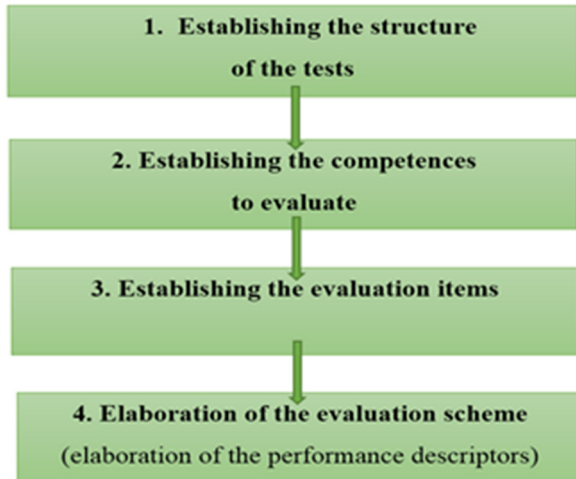 1. Establishing the structure
of the tests
2. Establishing the competences
to evaluate
3. Establishing the evaluation items
4. Elaboration of the evaluation scheme
(elaboration of the performance descriptors)